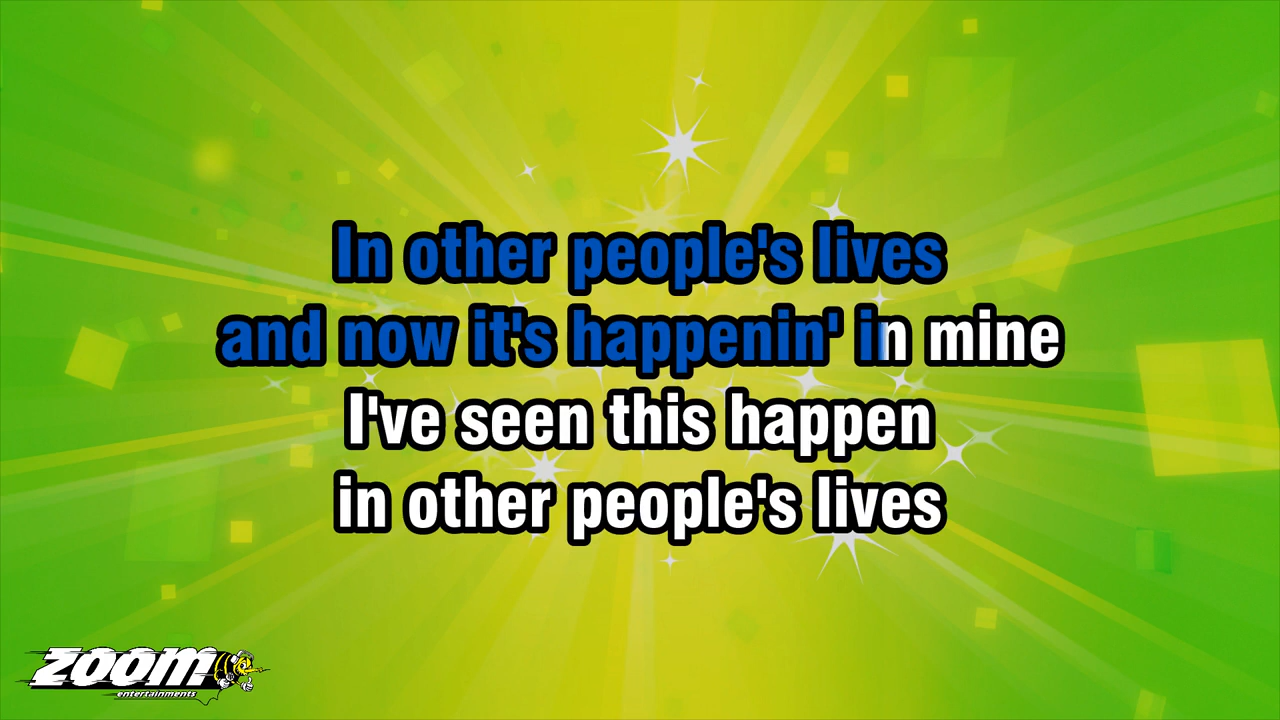 In other people's lives
and now it's happenin' in mine
I've seen this happen
in other people's lives
ZOOM
entertainments